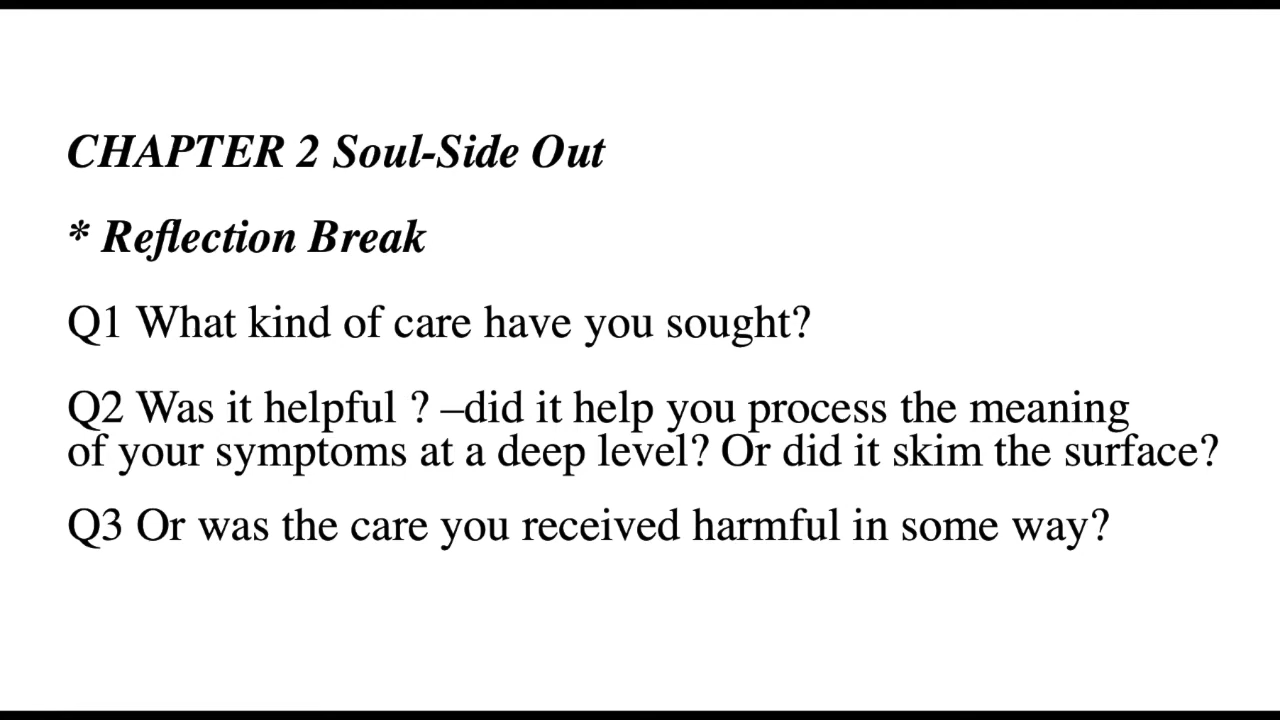 CHAPTER 2 Soul-Side Out
* Reflection Break
Q1 What kind of care have you sought?
Q2 Was it helpful ? –did it help you process the meaning
of your symptoms at a deep level? Or did it skim the surface?
Q3 Or was the care you received harmful in some way?